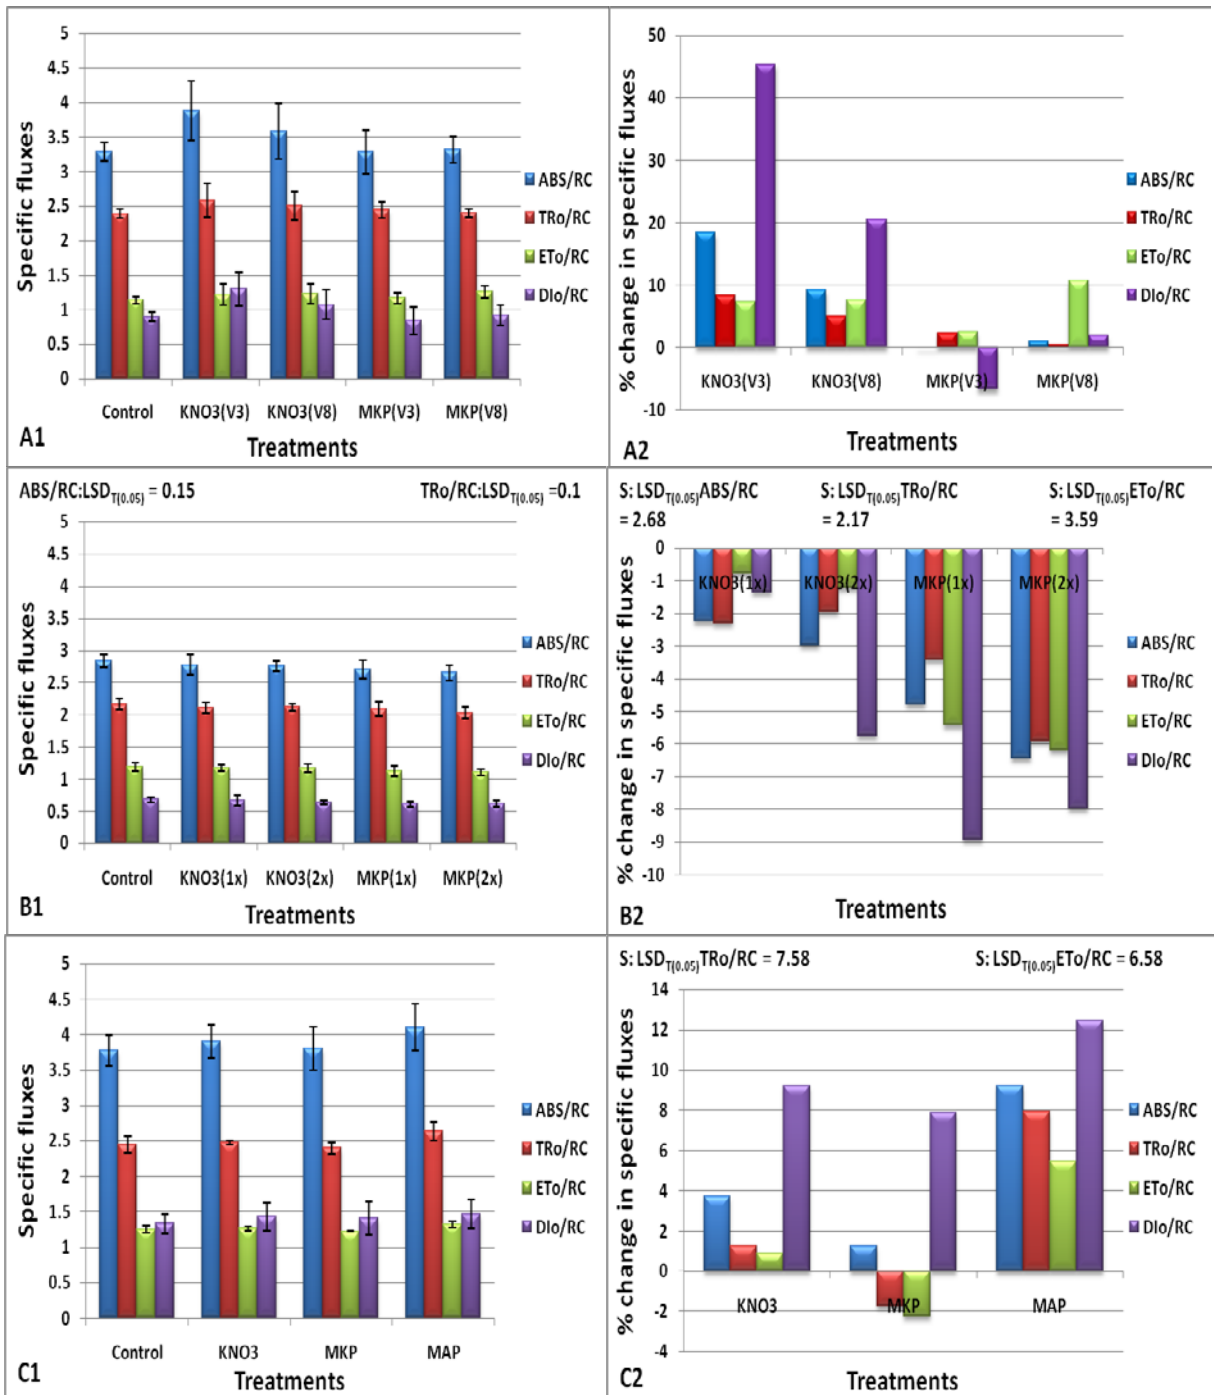 5
4.5
4
3.5
3
2.5
2
1.5
1
0.5
0
Specific fluxes
Control KNO3(V3) KNO3(V8) MKP(V3) MKP(V8)
Treatments
A1
ABS/RC
TRo/RC
ETo/RC
DIo/RC
50
40
30
20
10
0
-10
% change in specific fluxes
KNO3(V3) KNO3(V8) MKP(V3) MKP(V8)
Treatments
A2
ABS/RC
TRo/RC
ETo/RC
DIo/RC
ABS/RC:LSD T(0.05) = 0.15 TRo/RC:LSD T(0.05) =0.1
5
4.5
4
3.5
3
2.5
2
1.5
1
0.5
0
Specific fluxes
Control KNO3(1x) KNO3(2x) MKP(1x) MKP(2x)
Treatments
B1
ABS/RC
TRo/RC
ETo/RC
DIo/RC
S: LSD T(0.05) ABS/RC S: LSD T(0.05) TRo/RC S: LSD T(0.05) ETo/RC
= 2.68 = 2.17 = 3.59
0
-1
-2
-3
-4
-5
-6
-7
-8
-9
-10
% change in specific fluxes
KNO3(1x) KNO3(2x) MKP(1x) MKP(2x)
Treatments
B2
ABS/RC
TRo/RC
ETo/RC
DIo/RC
5
4.5
4
3.5
3
2.5
2
1.5
1
0.5
0
Specific fluxes
Control KNO3 MKP MAP
Treatments
C1
ABS/RC
TRo/RC
ETo/RC
DIo/RC
S: LSD T(0.05) TRo/RC = 7.58 S: LSD T(0.05) ETo/RC = 6.58
14
12
10
8
6
4
2
0
-2
-4
% change in specific fluxes
KNO3 MKP MAP
Treatments
C2
ABS/RC
TRo/RC
ETo/RC
DIo/RC